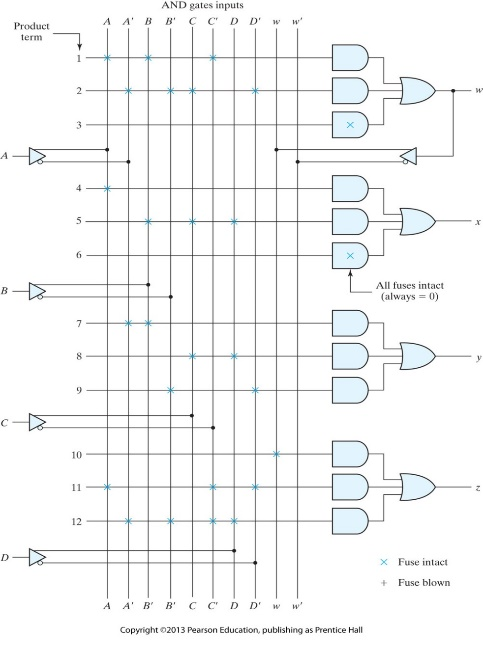 AND gates inputs
Product
term
A A' B B' C C' D D' w w'
1
2
w
3
A
4
5
x
6
B
All fuses intact
(always = 0)
7
8
y
9
C
10
11
z
12
D
× Fuse intact
+ Fuse blown
A A' B' B' C C' D D' w w'
Copyright ©2013 Pearson Education, publishing as Prentice Hall